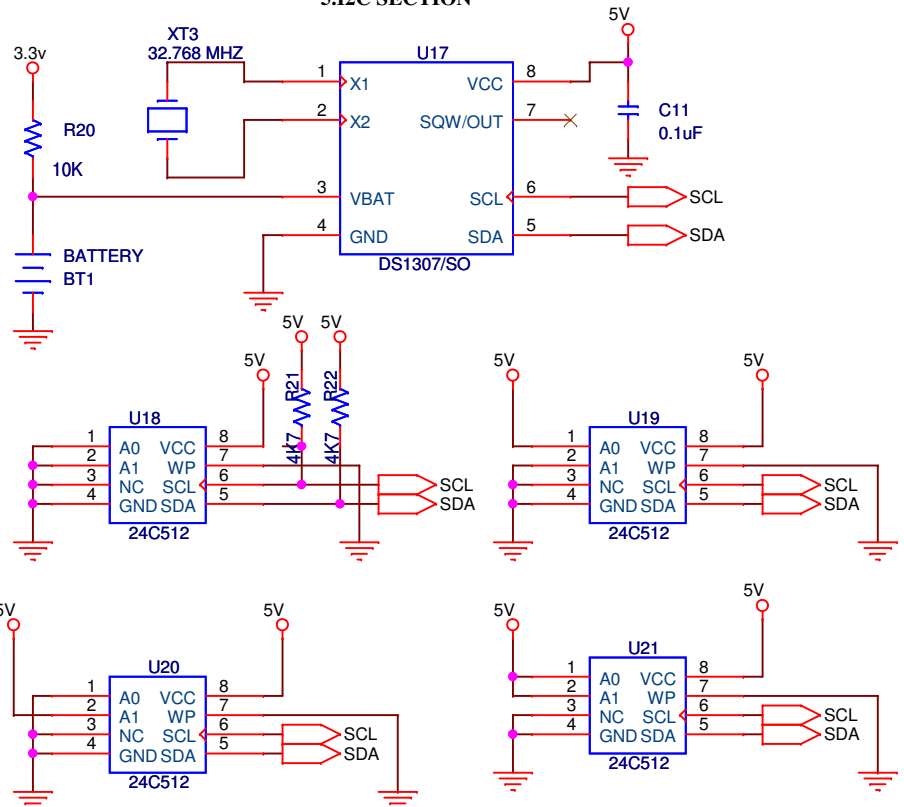 5.I2C SECTION
XT3
32.768 MHZ
3.3v
R20
10K
BATTERY
BT1
U17
1 X1
2 X2
3 VBAT
4 GND
VCC 8
SQW/OUT 7
SCL 6
SDA 5
DS1307/SO
5V
C11
0.1uF
SCL
SDA
5V
5V
5V
R21
4K7
R22
4K7
U18
1 A0
2 A1
3 NC
4 GND
VCC 8
WP 7
SCL 6
SDA 5
24C512
SCL
SDA
5V
5V
U19
1 A0
2 A1
3 NC
4 GND
VCC 8
WP 7
SCL 6
SDA 5
24C512
SCL
SDA
5V
5V
U20
1 A0
2 A1
3 NC
4 GND
VCC 8
WP 7
SCL 6
SDA 5
24C512
SCL
SDA
5V
5V
U21
1 A0
2 A1
3 NC
4 GND
VCC 8
WP 7
SCL 6
SDA 5
24C512
SCL
SDA